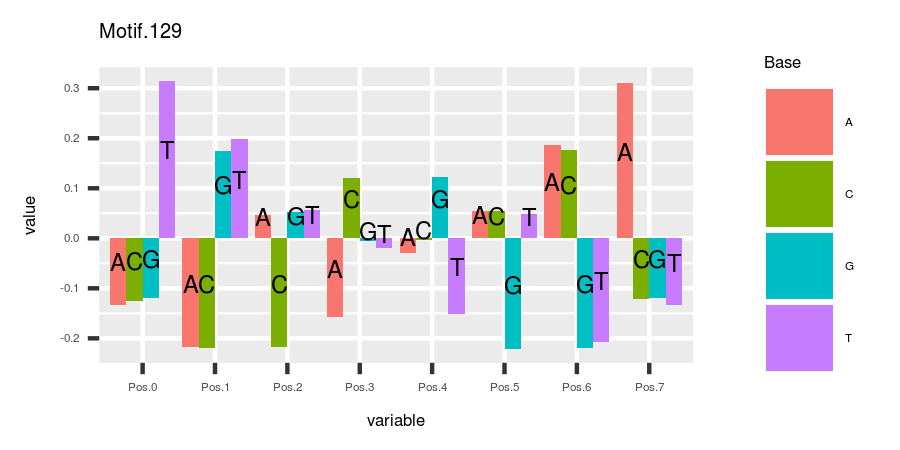 Motif.129
Base
value
0.3
0.2
0.1
0.0
-0.1
-0.2
A C G T
A C G T
A C G T
A C G T
A C G T
A C G T
A C G T
A C G T
Pos.0 Pos.1 Pos.2 Pos.3 Pos.4 Pos.5 Pos.6 Pos.7
variable
A
C
G
T